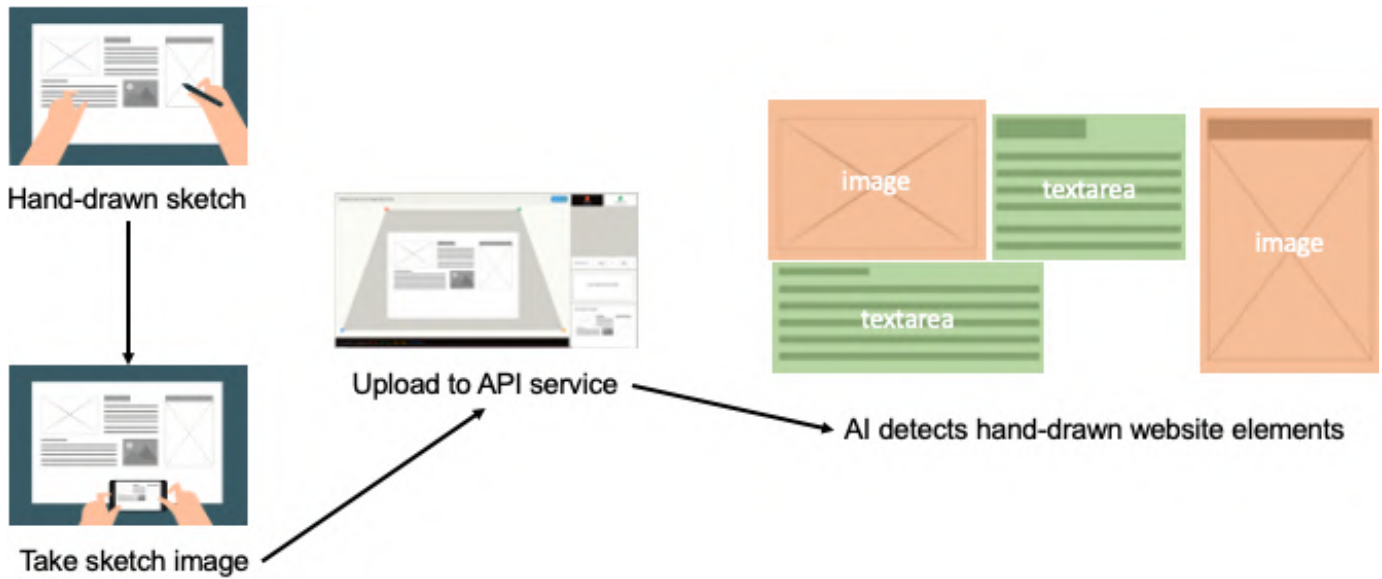 Hand-drawn sketch
Take sketch image
Upload to API service
image
textarea
image
textarea
AI detects hand-drawn website elements